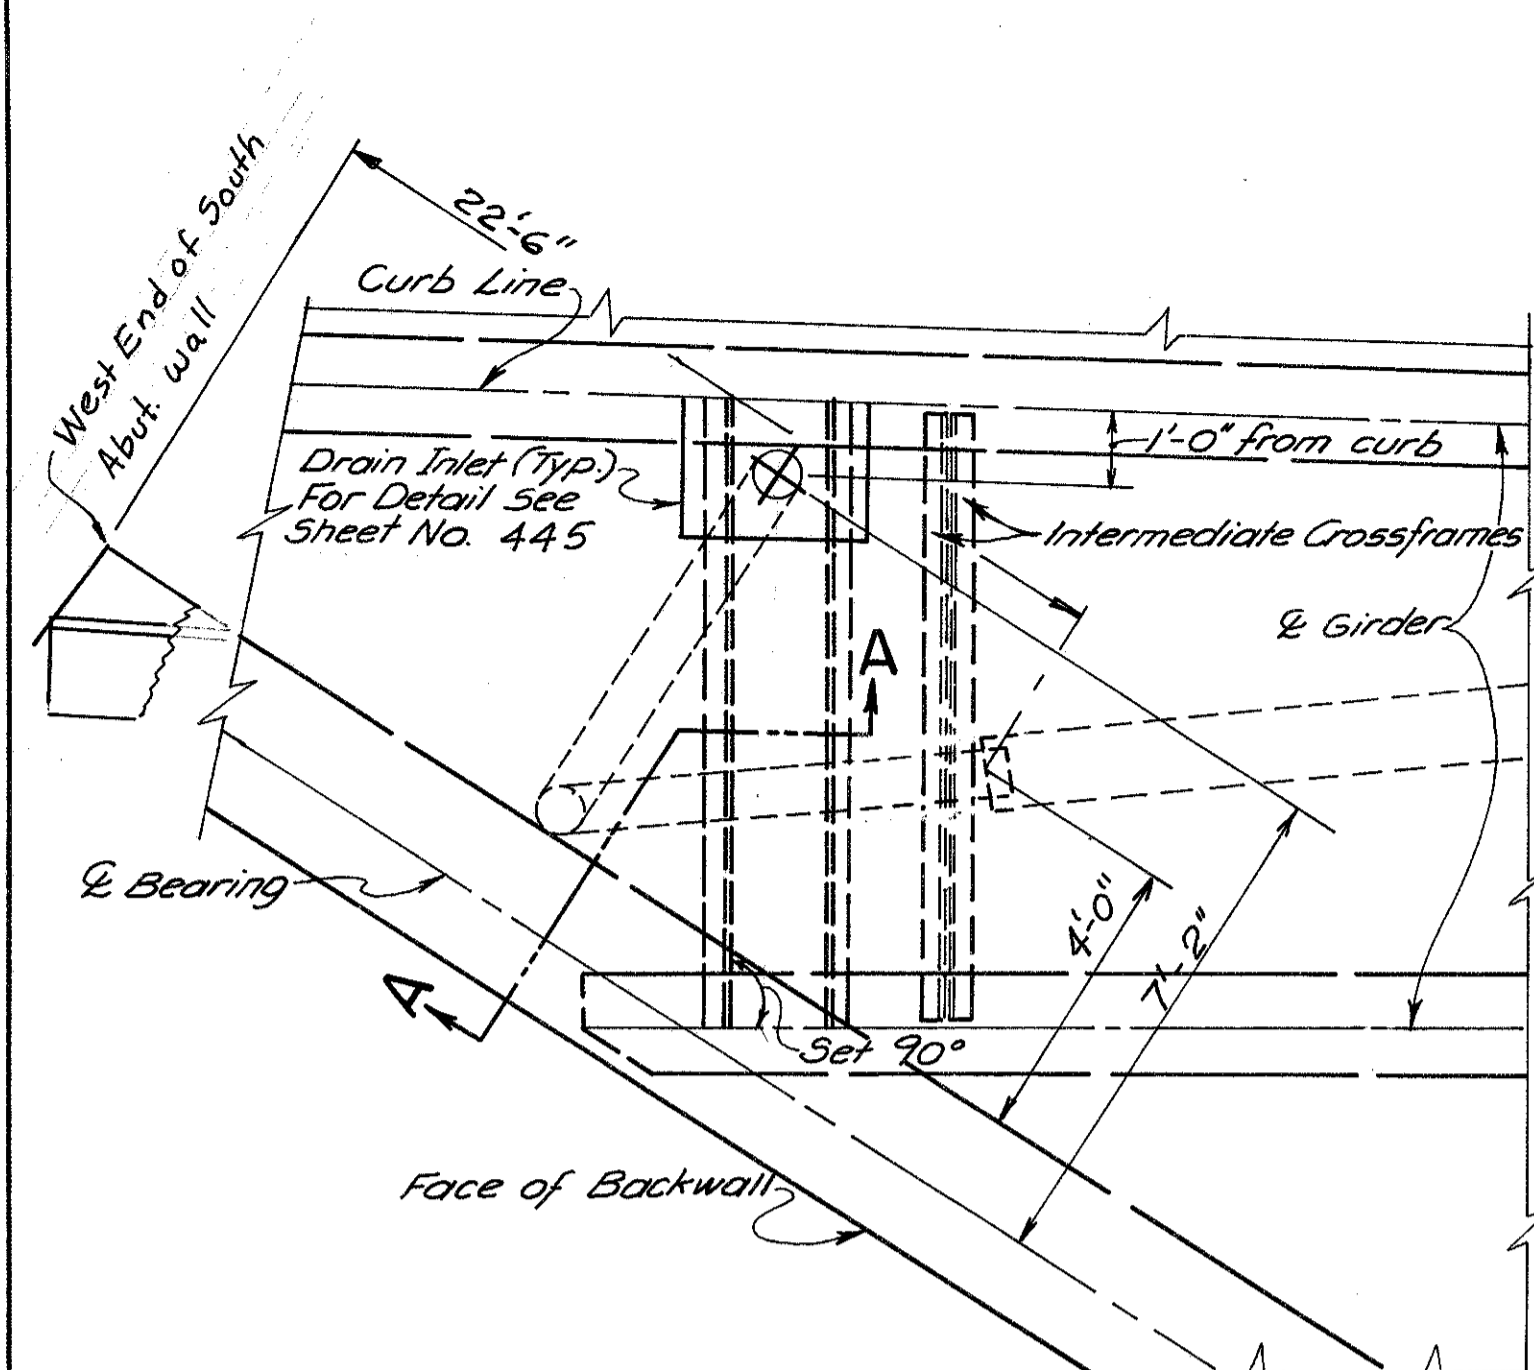 West End of South
Abut. Wall
22'-6"
Curb Line
Drain Inlet (Typ.)
For Detail See
Sheet No. 445
1'-0" from curb
Intermediate Crossframes
℄ Girder
A
℄ Bearing
4'-0"
7'-2"
A
Set 90°
Face of Backwall